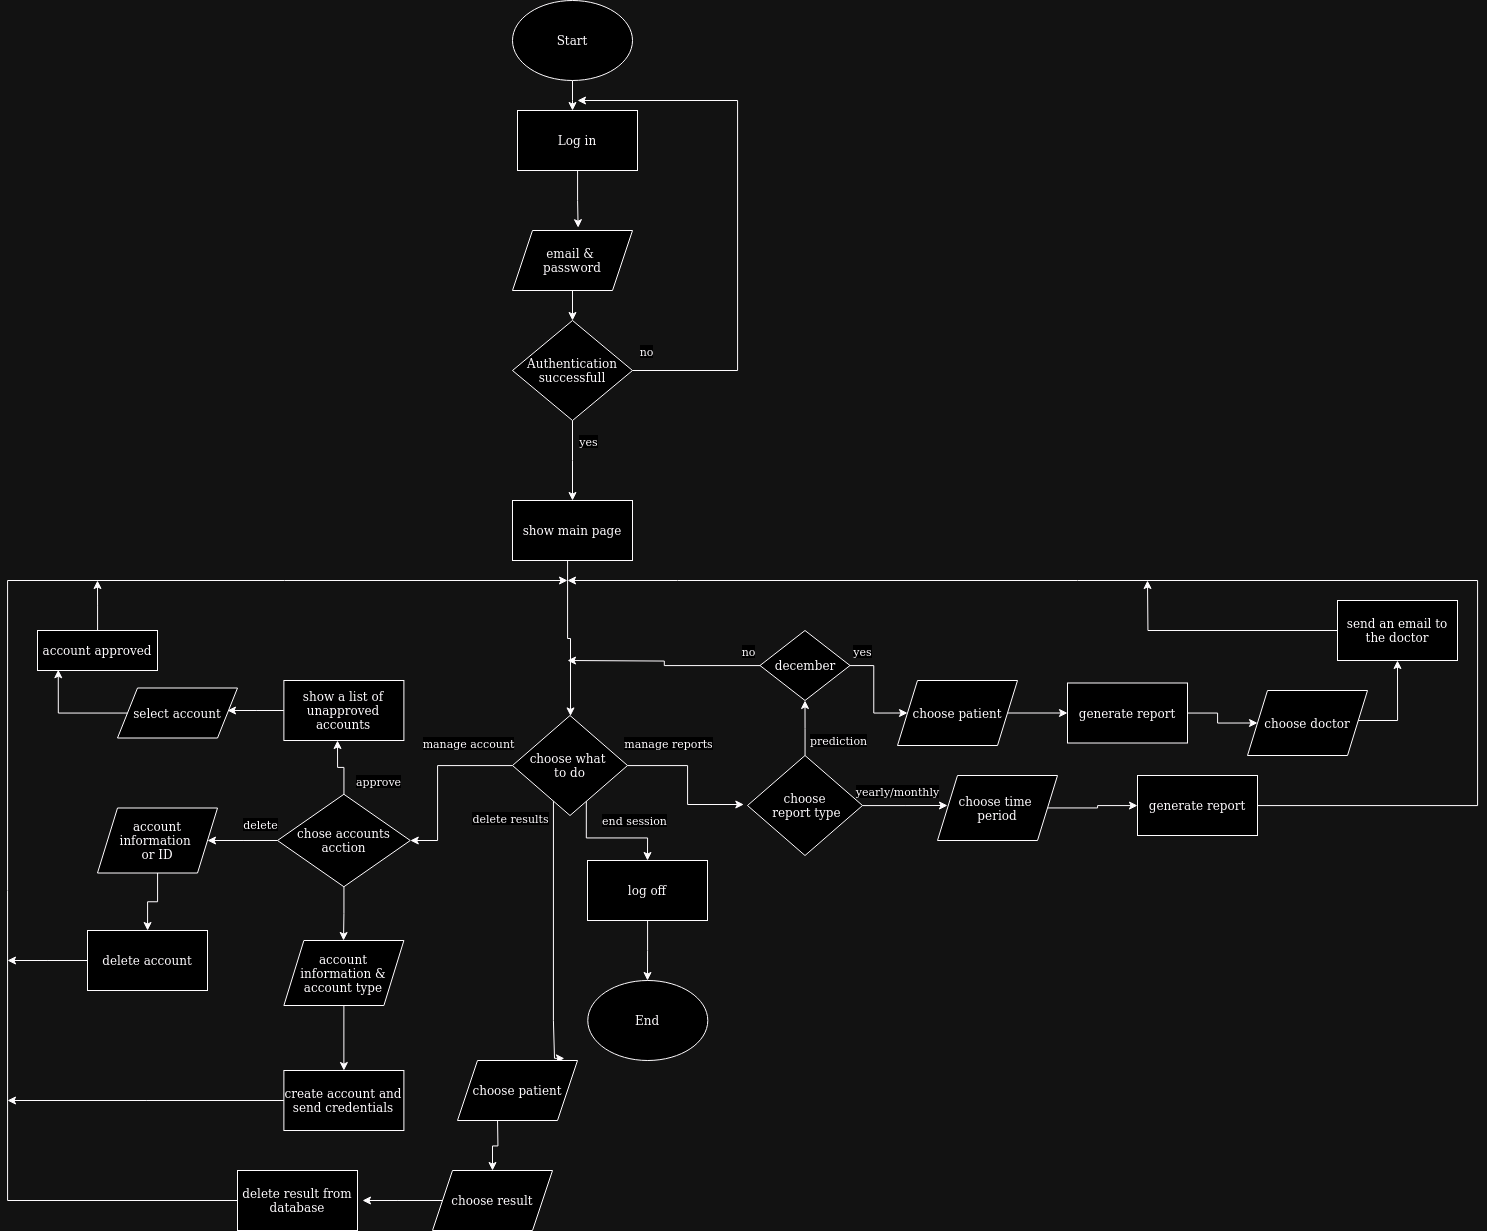 Start
Log in
email &
password
Authentication
successfull
no
yes
show main page
account approved
select account
show a list of
unapproved
accounts
approve
manage account
choose what
to do
manage reports
no
december
yes
prediction
choose patient
generate report
choose doctor
send an email to
the doctor
choose
report type
yearly/monthly
choose time
period
generate report
delete
chose accounts
acction
account
information
or ID
delete account
account
information &
account type
create account and
send credentials
delete results
end session
log off
End
choose patient
choose result
delete result from
database